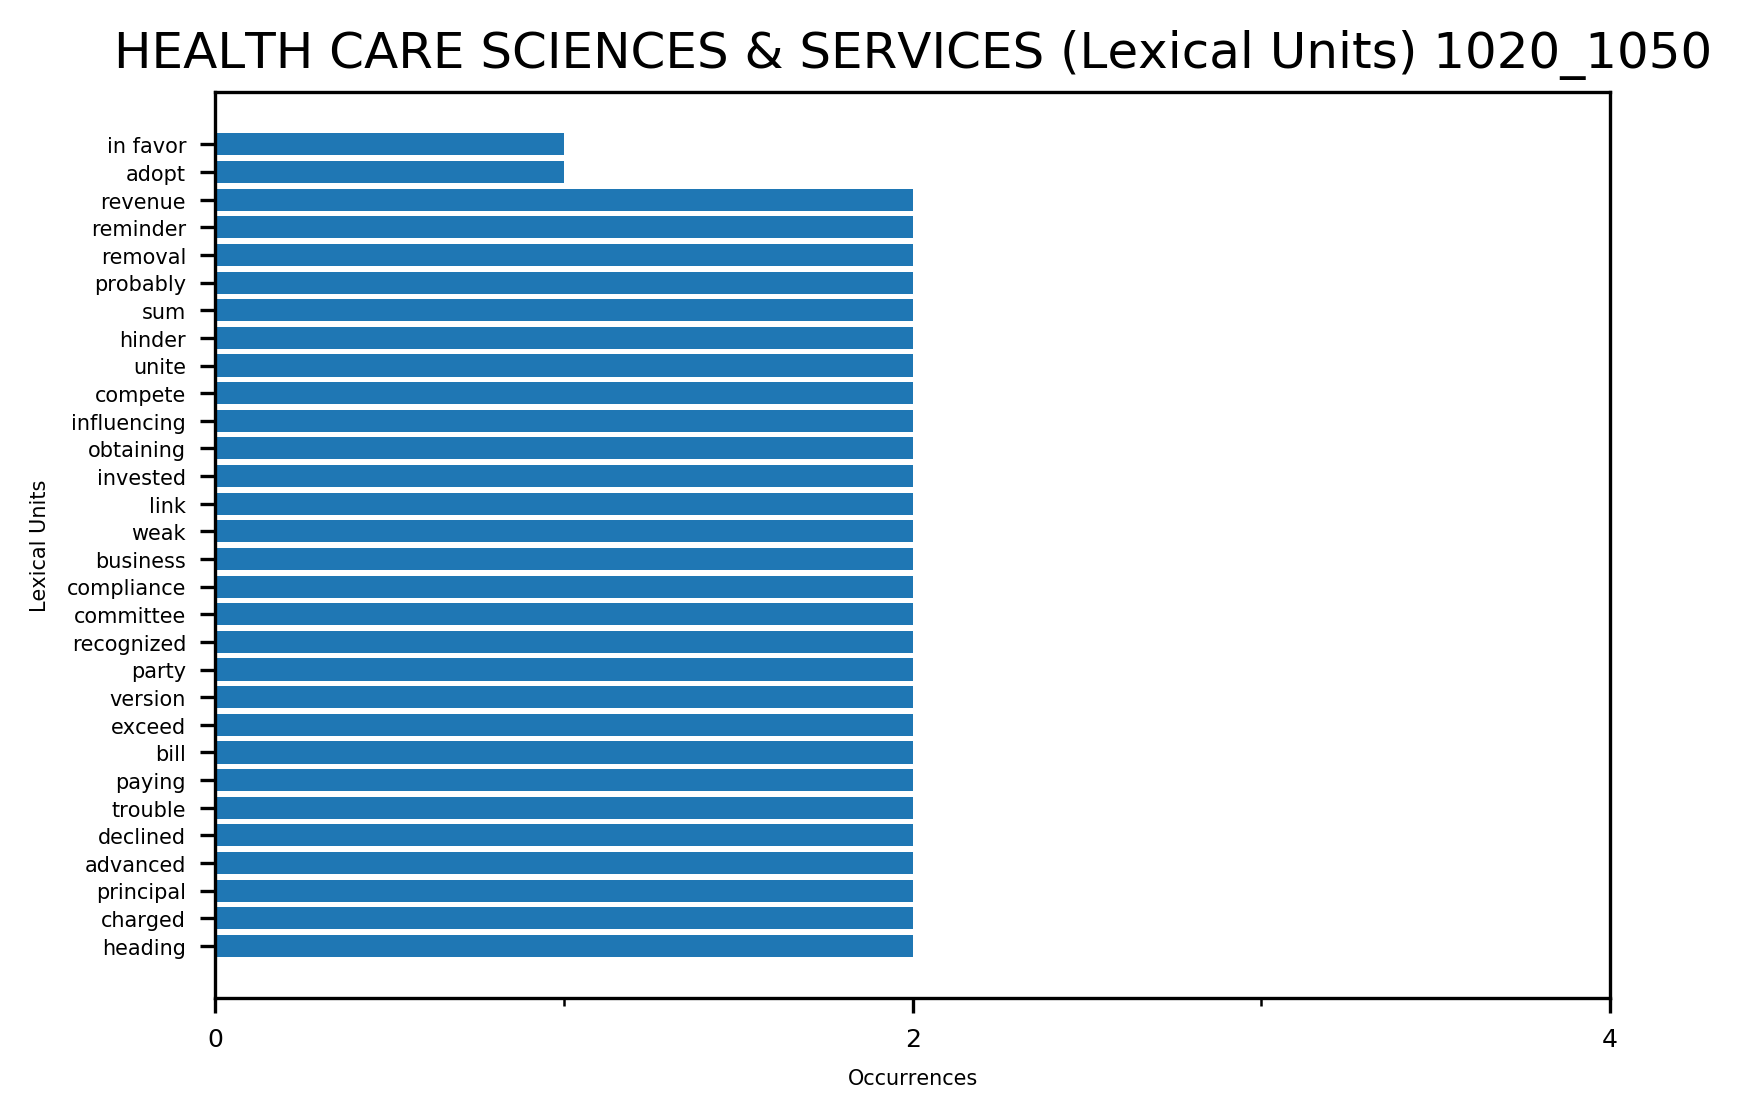 HEALTH CARE SCIENCES & SERVICES (Lexical Units) 1020_1050
in favor
adopt
revenue
reminder
removal
probably
sum
hinder
unite
compete
influencing
obtaining
invested
link
weak
business
compliance
committee
recognized
party
version
exceed
bill
paying
trouble
declined
advanced
principal
charged
heading
Lexical Units
0 2 4
Occurrences